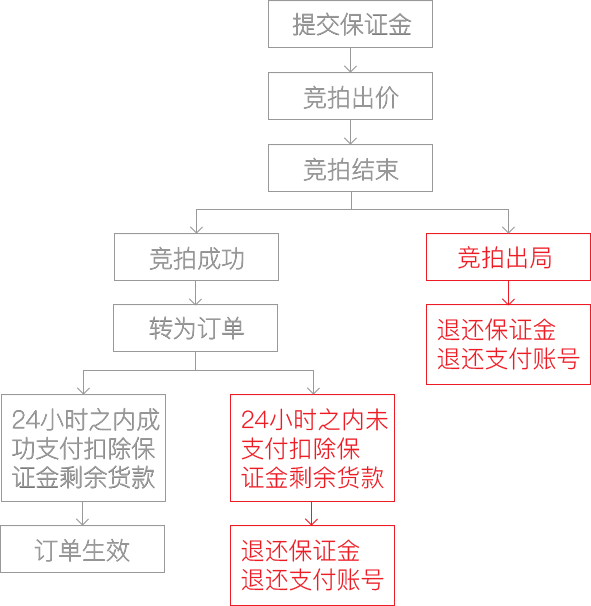 提交保证金
竞拍出价
竞拍结束
竞拍成功
竞拍出局
转为订单
退还保证金
退还支付账号
24小时之内成
功支付扣除保
证金剩余货款
24小时之内未
支付扣除保
证金剩余货款
订单生效
退还保证金
退还支付账号